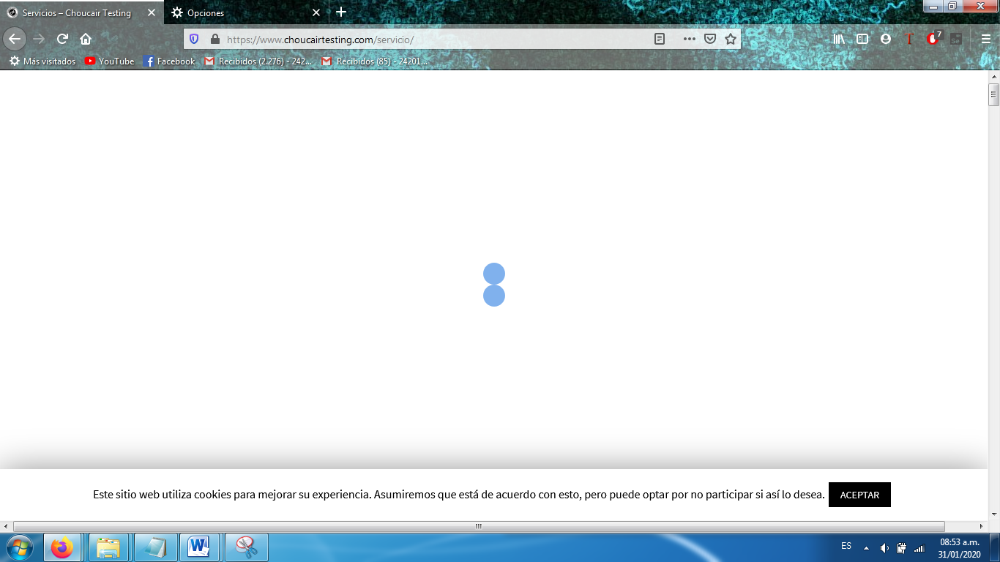 Servicios – Choucair Testing
Opciones
https://www.choucairtesting.com/servicio/
7
Más visitados
YouTube
Facebook
Recibidos (2.276) - 242...
Recibidos (85) - 24201...
Este sitio web utiliza cookies para mejorar su experiencia. Asumiremos que está de acuerdo con esto, pero puede optar por no participar si así lo desea.
ACEPTAR
ES
08:53 a.m.
31/01/2020